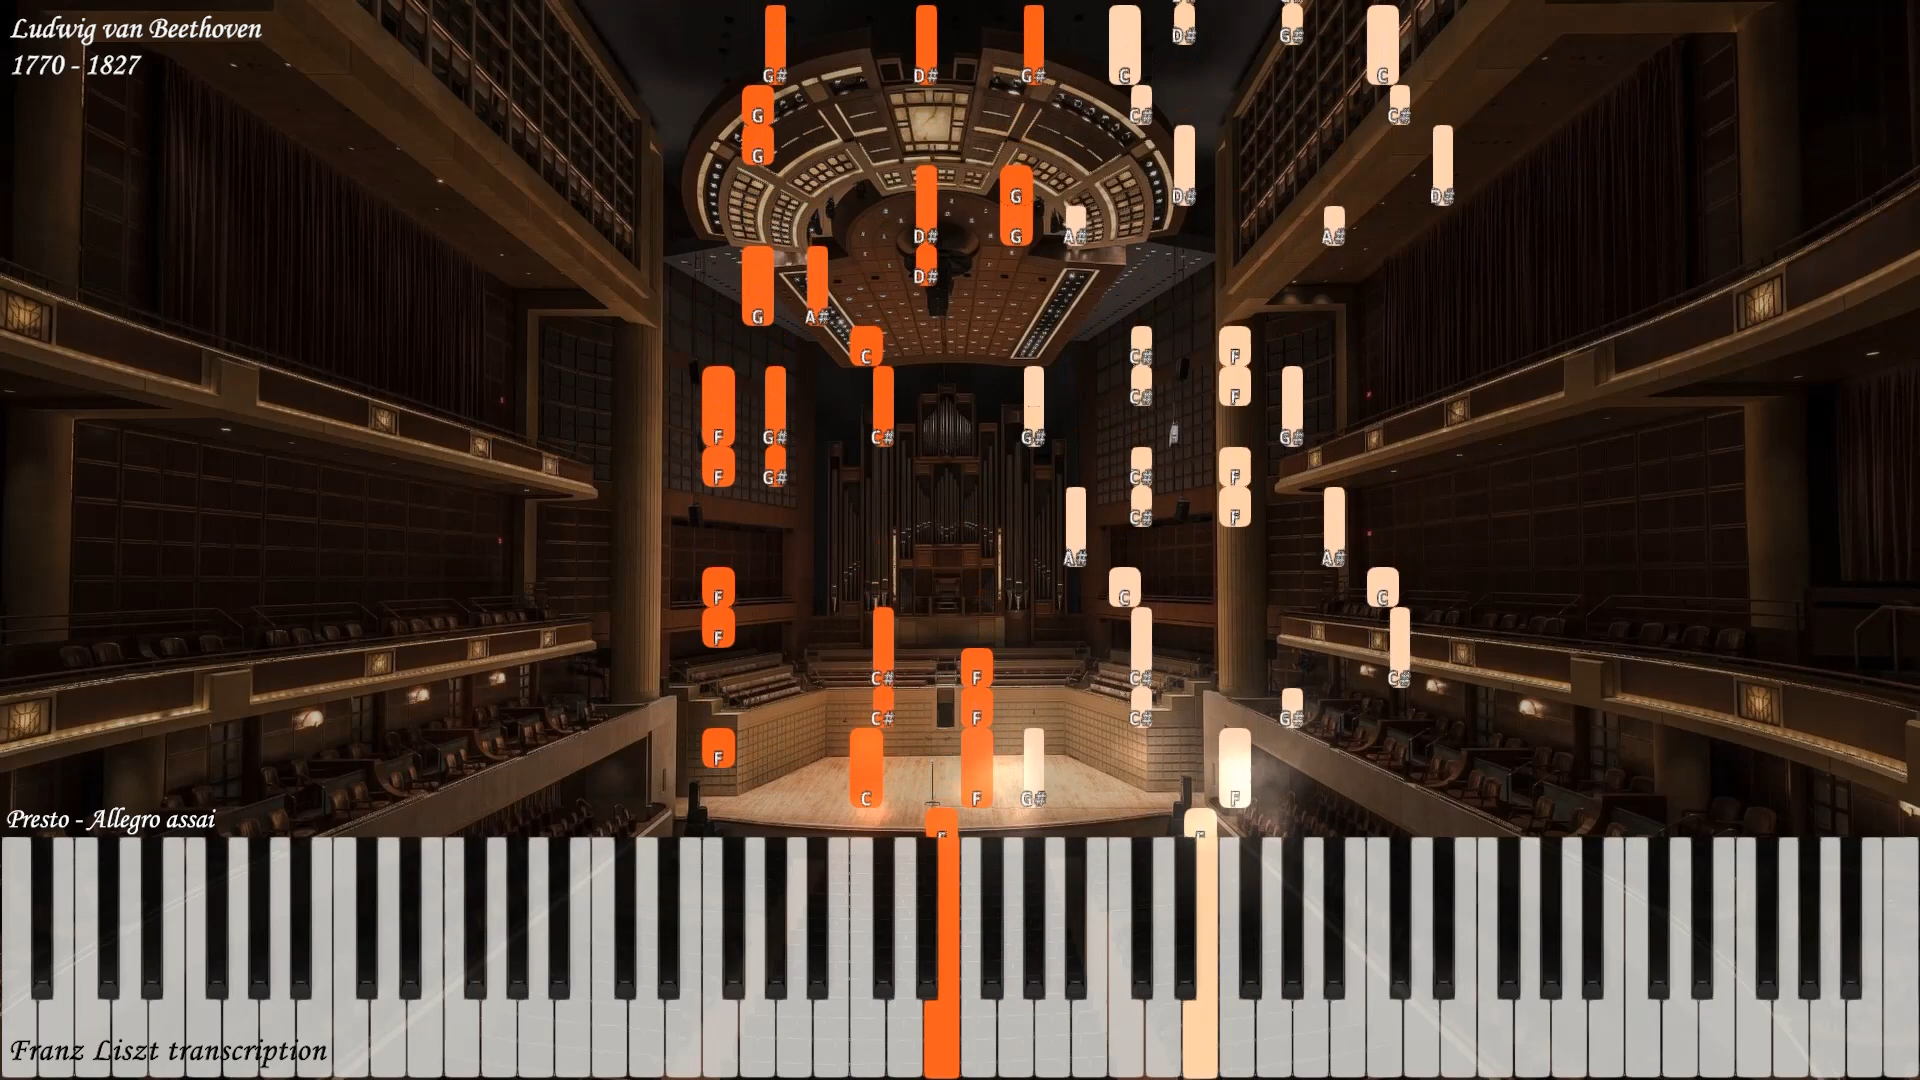 Ludwig van Beethoven
1770 - 1827
D# G#
G# D# G# C C
G C# C#
G
G D# D#
D# G A# A#
D#
G A#
C C# F
C# F
F G# C# G# G#
F G# C# F
C# F
A# A#
F C C
F
C# F C# C#
C# F C# G#
F
C F G# F
Presto - Allegro assai
Franz Liszt transcription